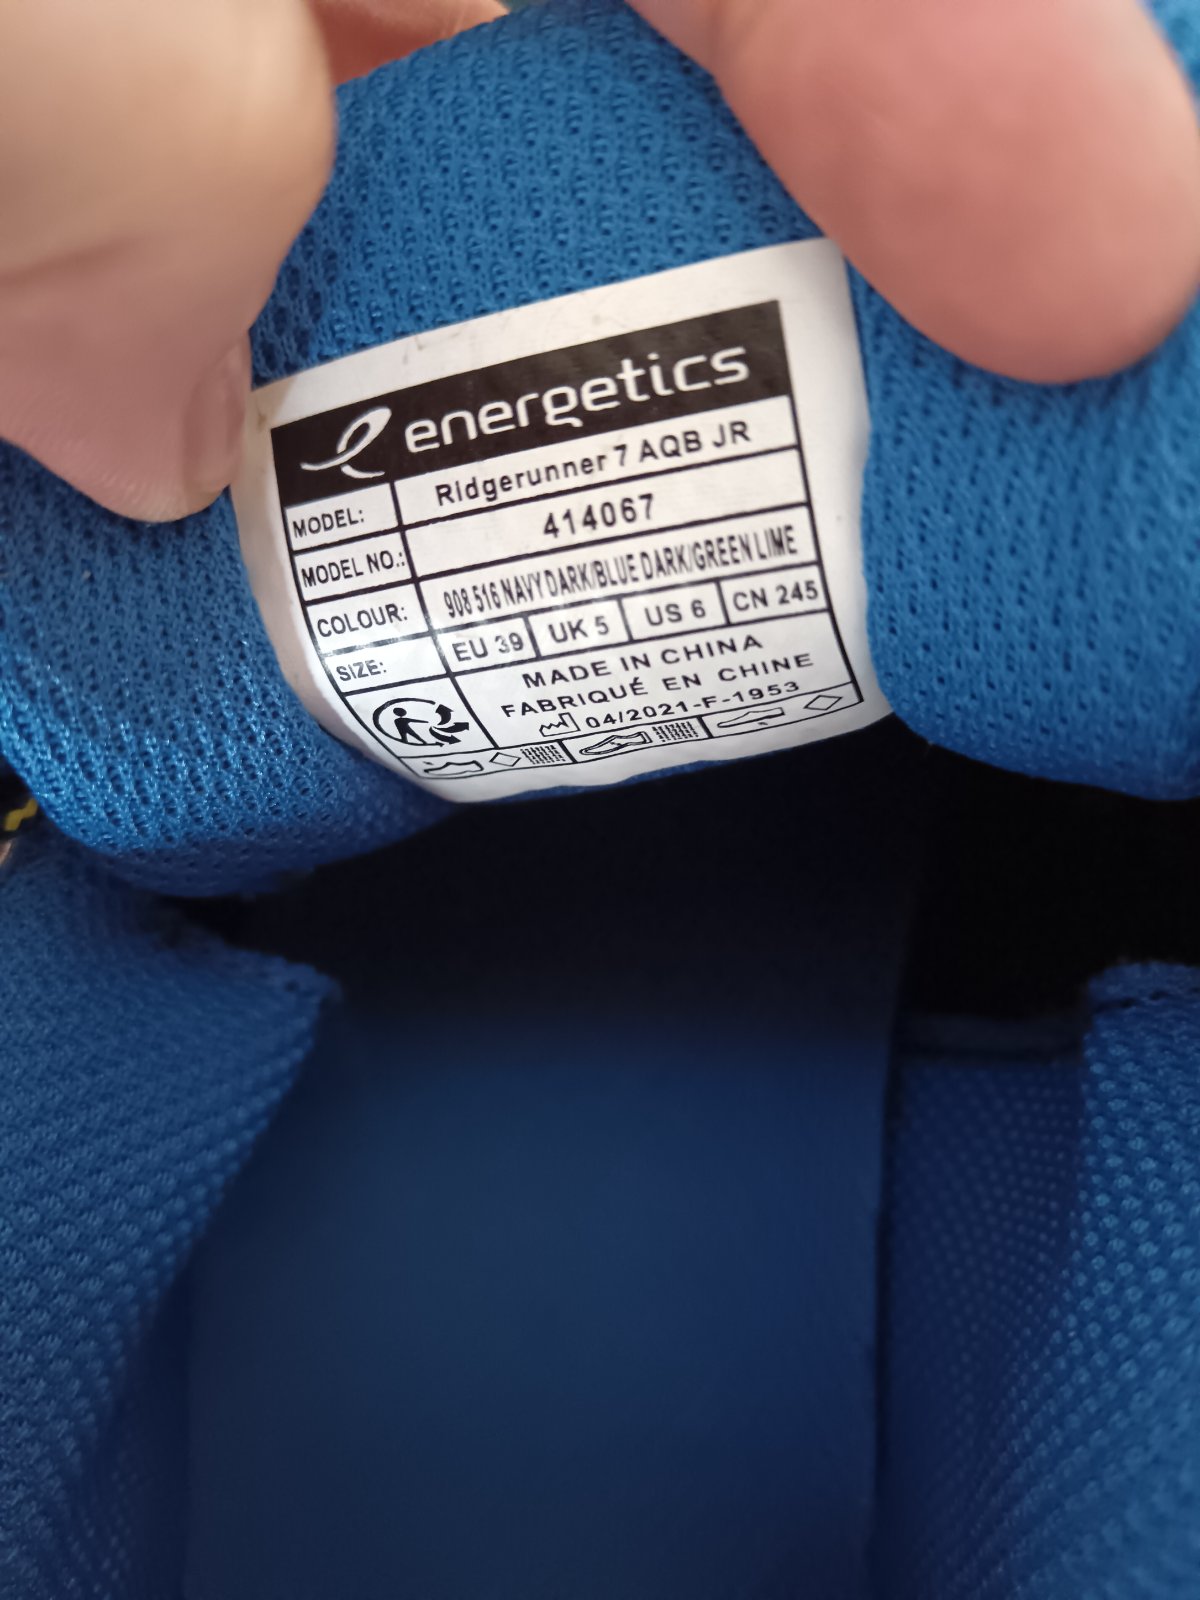 energetics
MODEL: Ridgerunner 7 AQB JR
MODEL NO.: 414067
COLOUR: 908 516 NAVY DARK/BLUE DARK/GREEN LIME
SIZE: EU 39 UK 5 US 6 CN 245
MADE IN CHINA
FABRIQUÉ EN CHINE
04/2021-F-1953